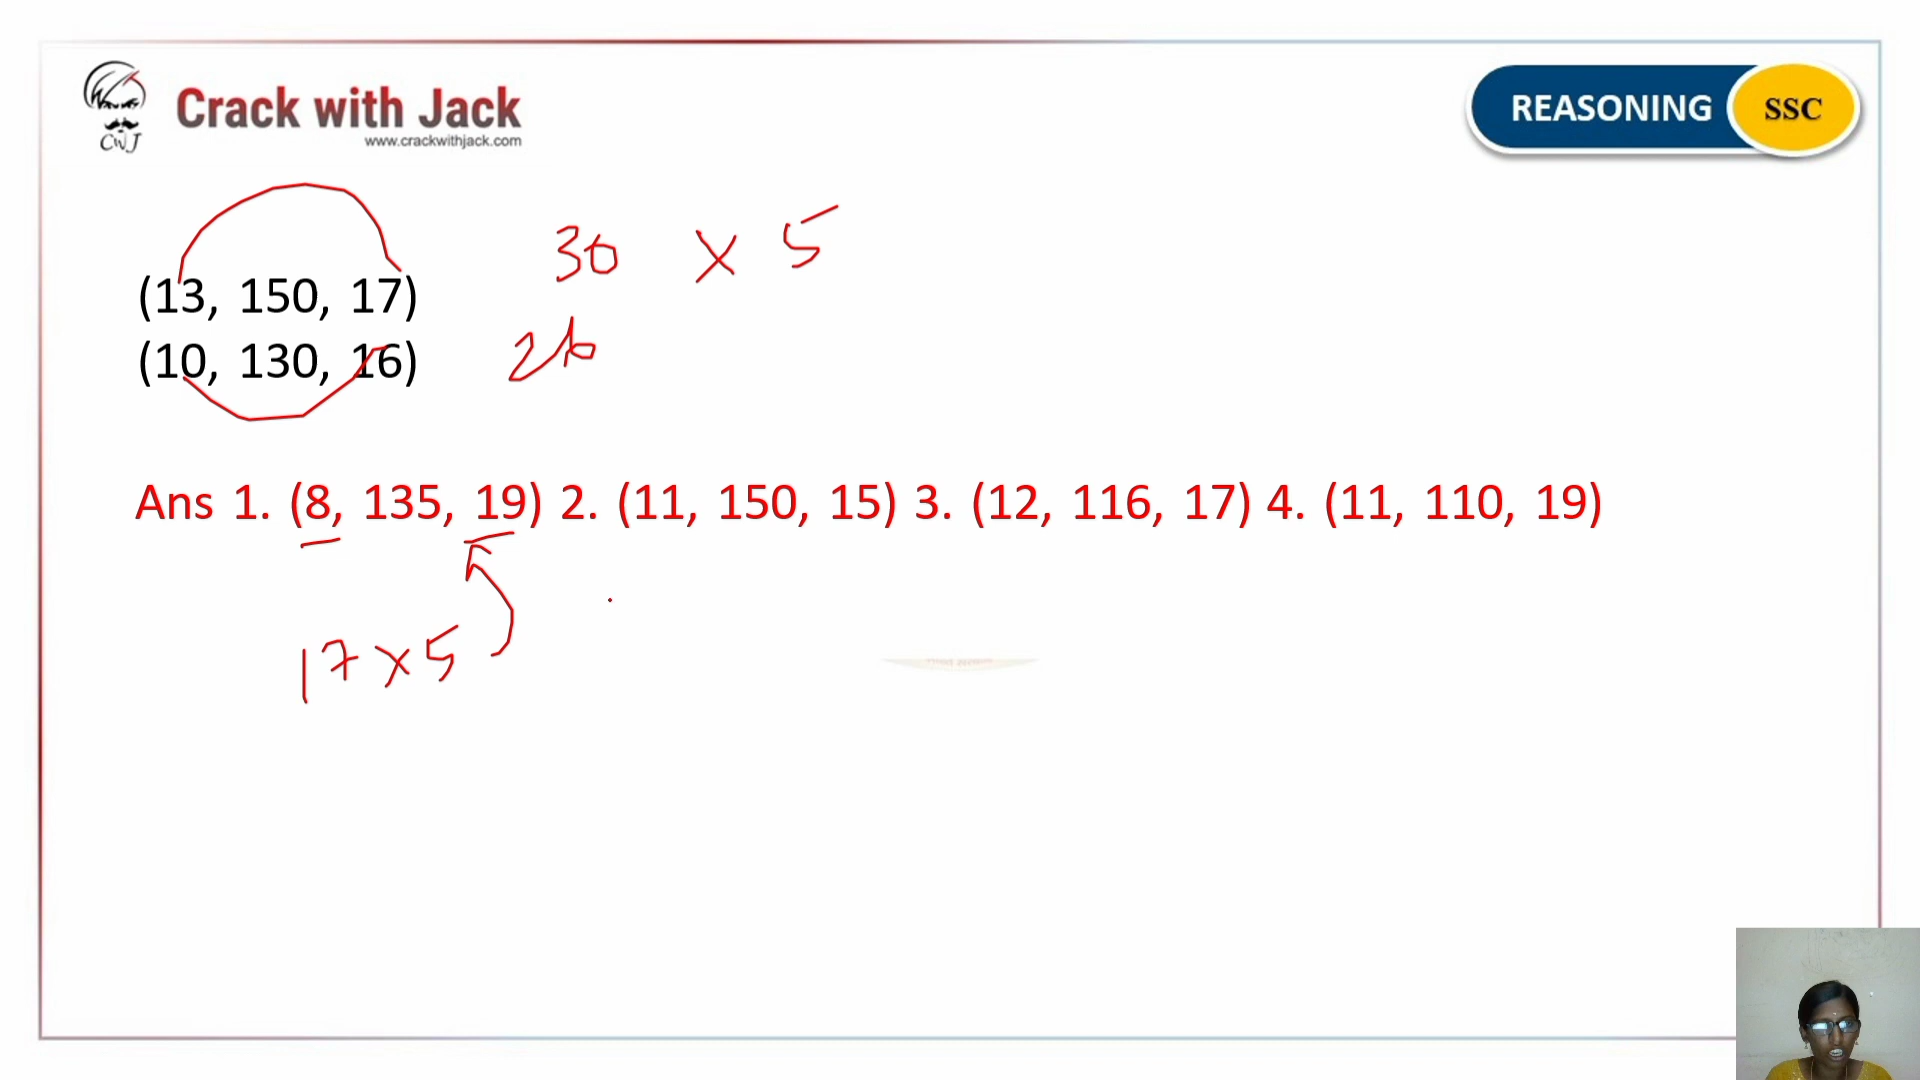 CWJ
Crack with Jack
www.crackwithjack.com
REASONING SSC
(13, 150, 17)
30 x 5
(10, 130, 16)
26
Ans 1. (8, 135, 19) 2. (11, 150, 15) 3. (12, 116, 17) 4. (11, 110, 19)
17 x 5